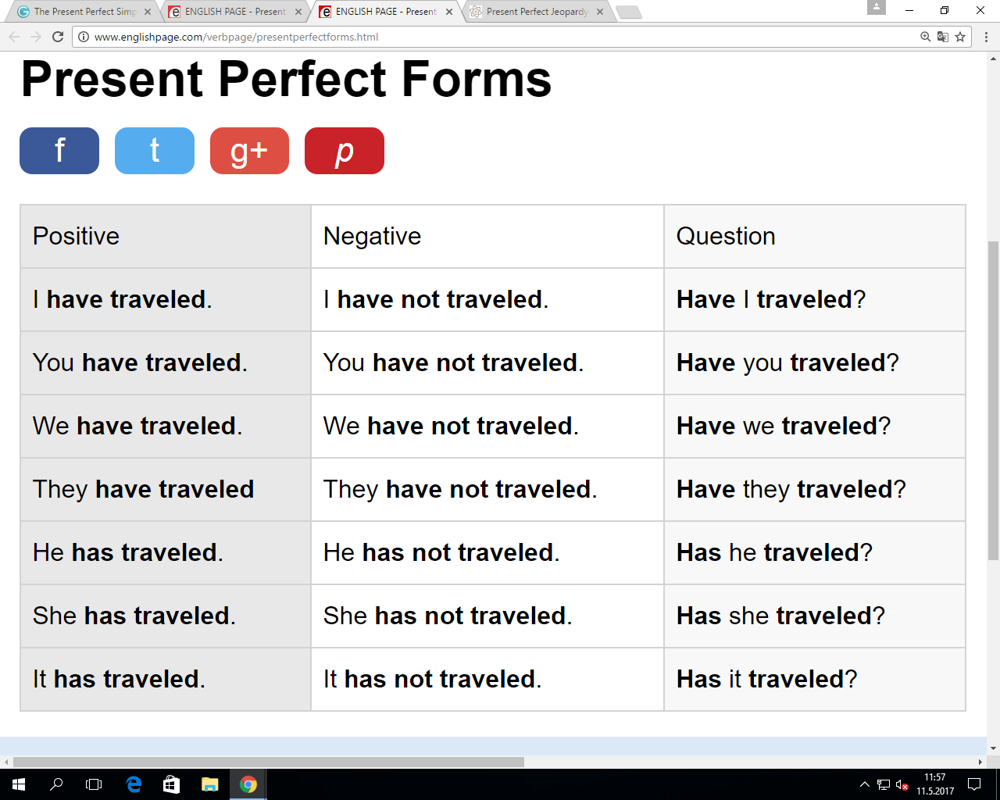 The Present Perfect Simp
ENGLISH PAGE - Present
ENGLISH PAGE - Present
Present Perfect Jeopardy
www.englishpage.com/verbpage/presentperfectforms.html
Present Perfect Forms
f t g+ p
Positive Negative Question
I have traveled. I have not traveled. Have I traveled?
You have traveled. You have not traveled. Have you traveled?
We have traveled. We have not traveled. Have we traveled?
They have traveled They have not traveled. Have they traveled?
He has traveled. He has not traveled. Has he traveled?
She has traveled. She has not traveled. Has she traveled?
It has traveled. It has not traveled. Has it traveled?
11:57
11.5.2017